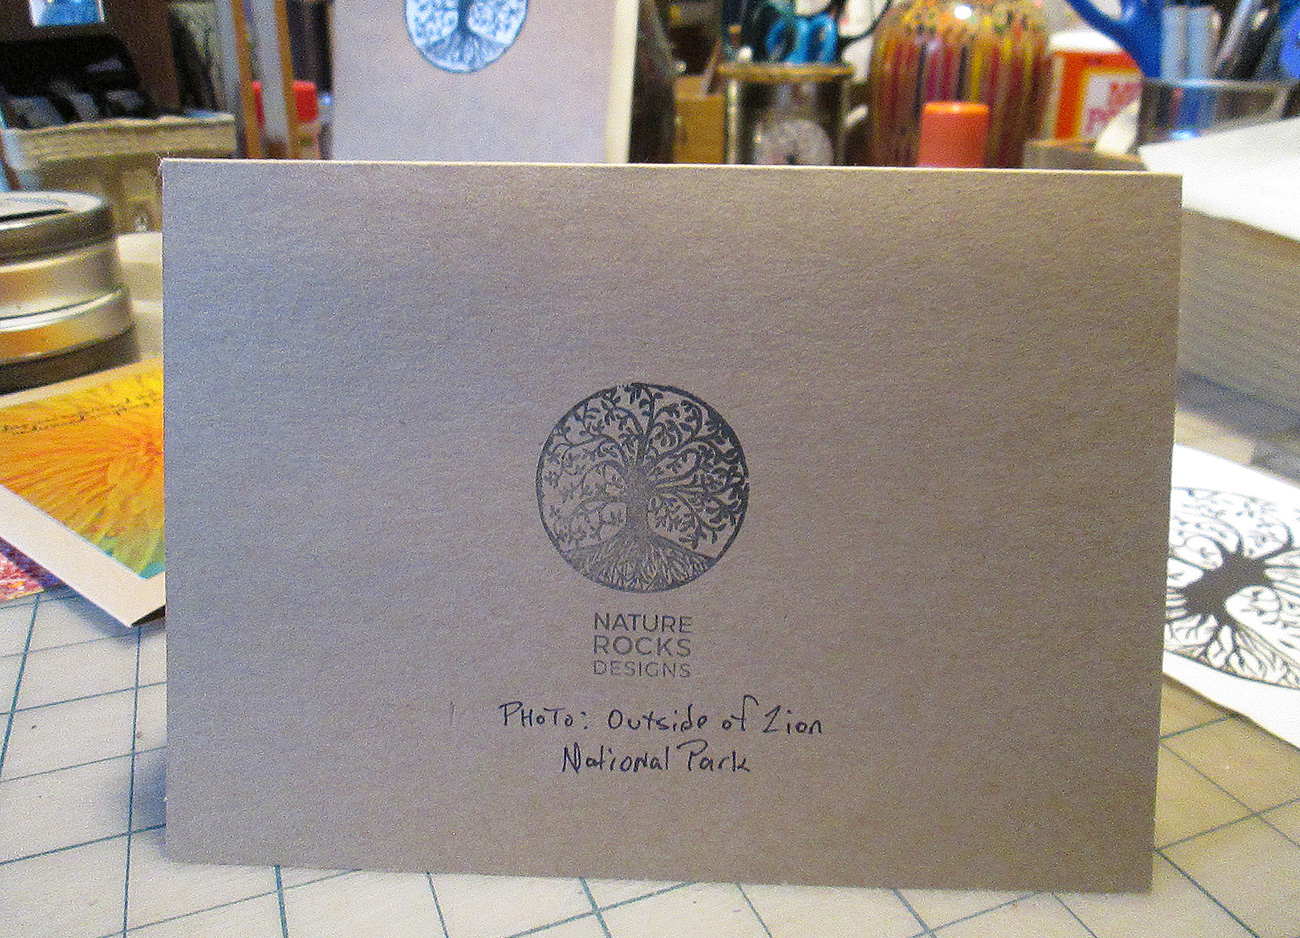 NATURE
ROCKS
DESIGNS
PHOTO: Outside of Zion
National Park